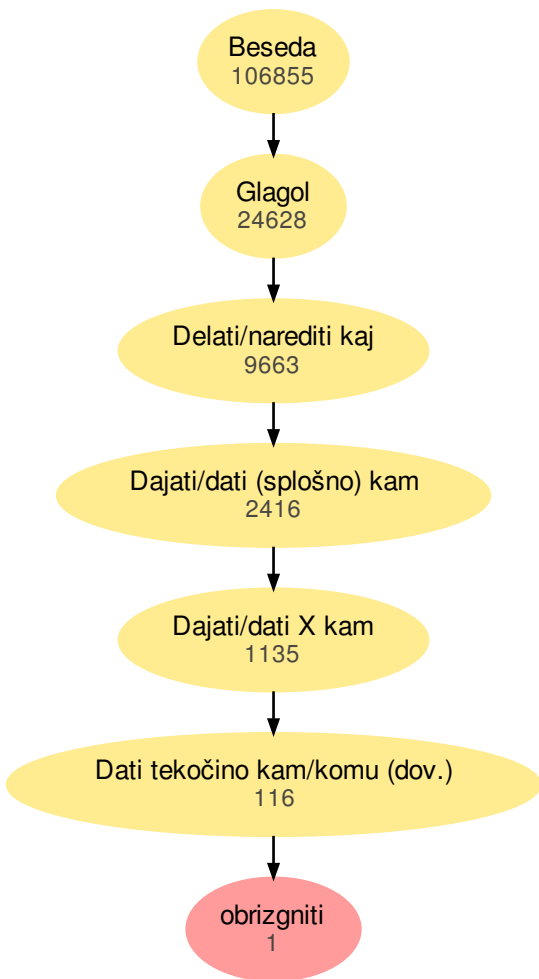 Beseda
106855
Glagol
24628
Delati/narediti kaj
9663
Dajati/dati (splošno) kam
2416
Dajati/dati X kam
1135
Dati tekočino kam/komu (dov.)
116
obrizgniti
1